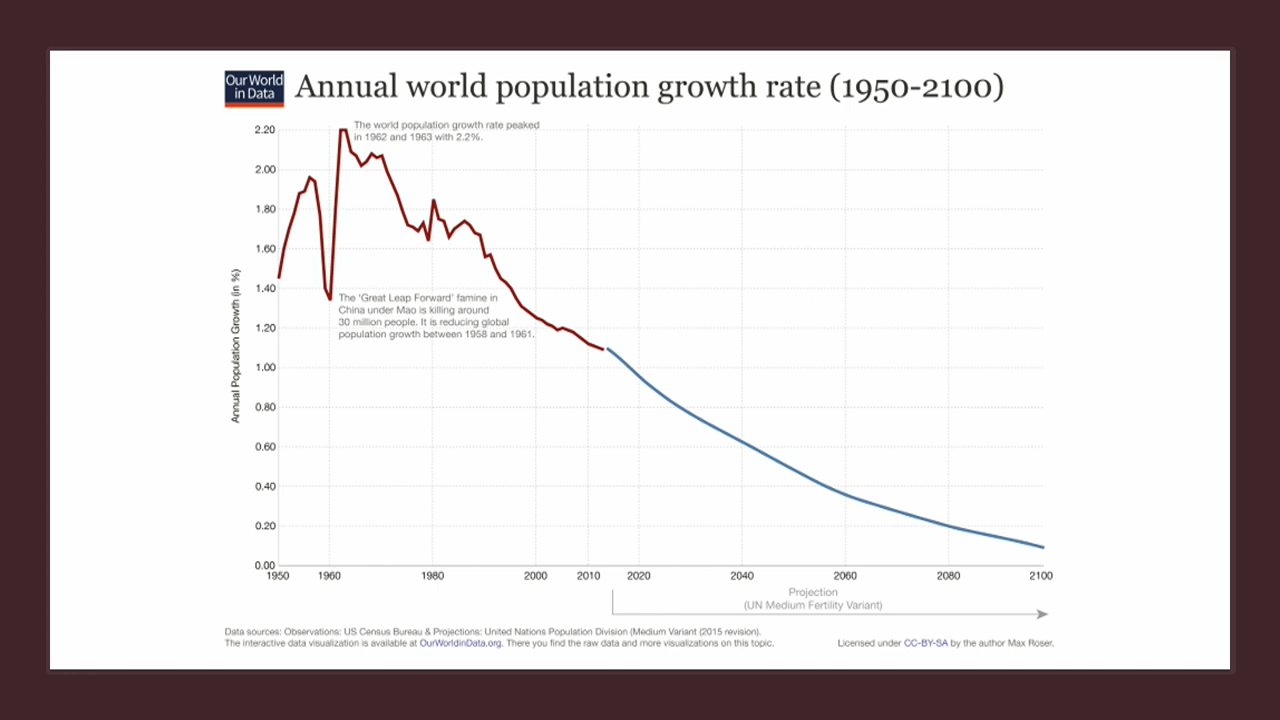 Our World
in Data
Annual world population growth rate (1950-2100)
The world population growth rate peaked
in 1962 and 1963 with 2.2%.
2.20
2.00
1.80
1.60
1.40
1.20
1.00
0.80
0.60
0.40
0.20
0.00
Annual Population Growth (in %)
The 'Great Leap Forward' famine in
China under Mao is killing around
30 million people. It is reducing global
population growth between 1958 and 1961.
1950 1960 1980 2000 2010 2020 2040 2060 2080 2100
Projection
(UN Medium Fertility Variant)
Data sources: Observations: US Census Bureau & Projections: United Nations Population Division (Medium Variant (2015 revision).
The interactive data visualization is available at OurWorldinData.org. There you find the raw data and more visualizations on this topic.
Licensed under CC-BY-SA by the author Max Roser.